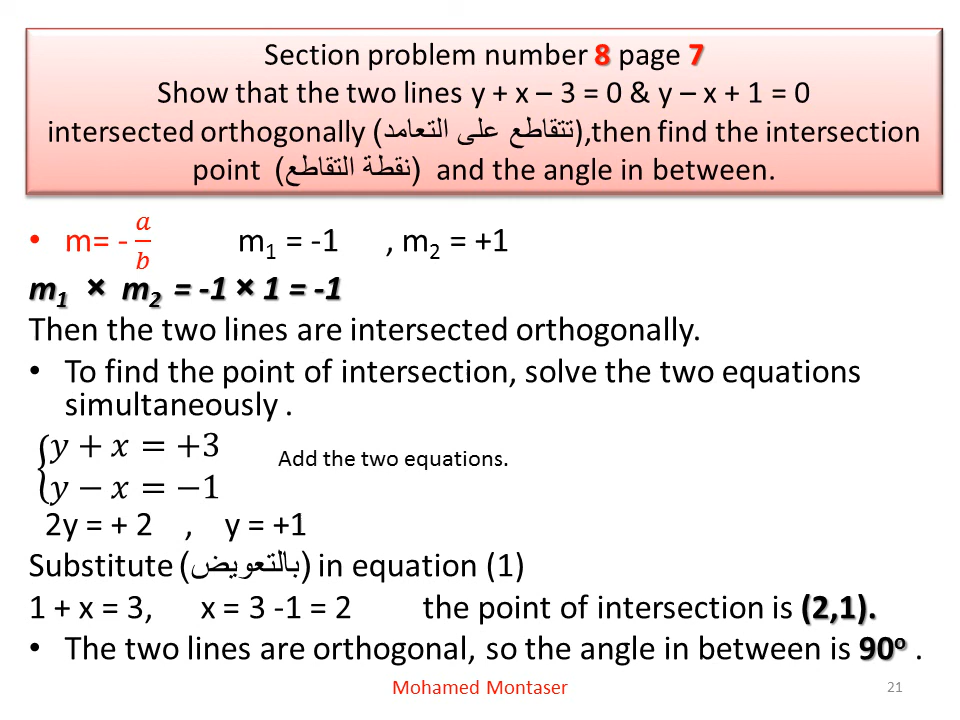 Section problem number 8 page 7
Show that the two lines y + x – 3 = 0 & y – x + 1 = 0
intersected orthogonally (تتقاطع على التعامد),then find the intersection
point (نقطة التقاطع) and the angle in between.
• m= - a/b m₁ = -1 , m₂ = +1
m₁ × m₂ = -1 × 1 = -1
Then the two lines are intersected orthogonally.
• To find the point of intersection, solve the two equations
simultaneously .
{y + x = +3
y − x = −1
Add the two equations.
2y = + 2 , y = +1
Substitute (بالتعويض) in equation (1)
1 + x = 3, x = 3 -1 = 2 the point of intersection is (2,1).
• The two lines are orthogonal, so the angle in between is 90º .
Mohamed Montaser
21